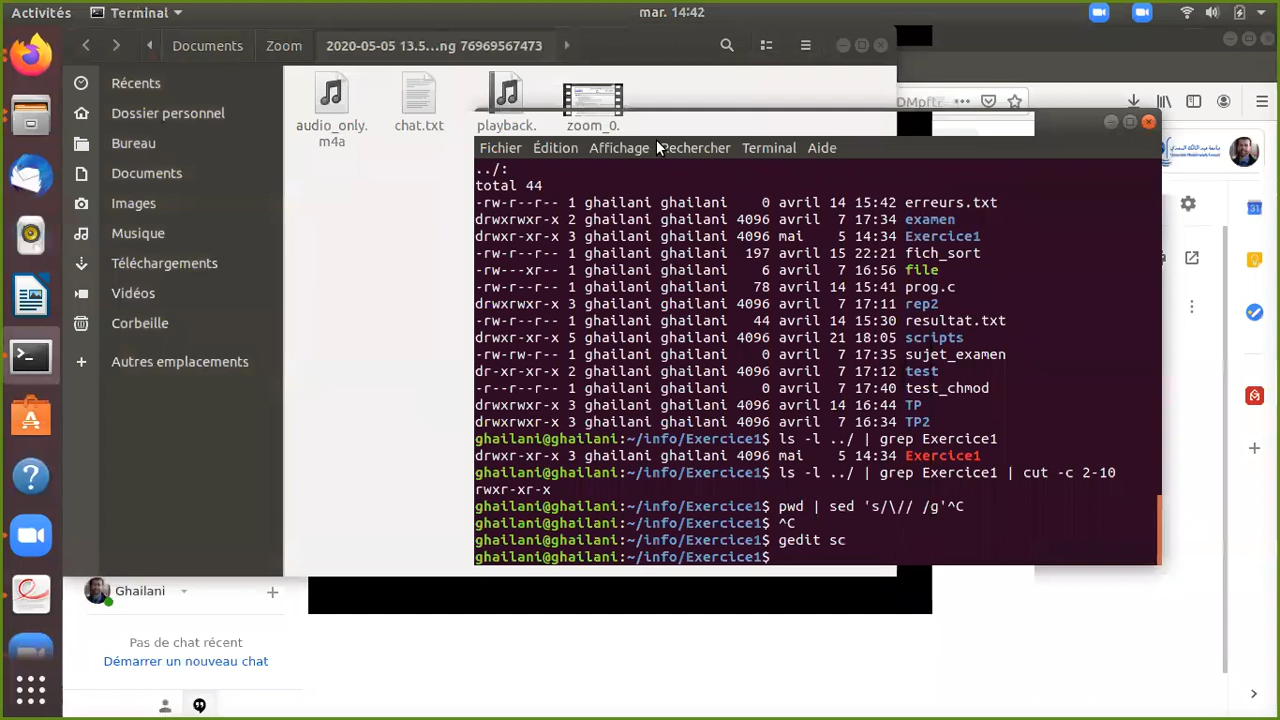 Activités
Terminal
mar. 14:42
Documents
Zoom
2020-05-05 13.5...ng 76969567473
Récents
Dossier personnel
Bureau
Documents
Images
Musique
Téléchargements
Vidéos
Corbeille
Autres emplacements
audio_only.
m4a
chat.txt
playback.
zoom_0.
DMpftr
Fichier Édition Affichage Rechercher Terminal Aide
../:
total 44
-rw-r--r-- 1 ghailani ghailani 0 avril 14 15:42 erreurs.txt
drwxrwxr-x 2 ghailani ghailani 4096 avril 7 17:34 examen
drwxr-xr-x 3 ghailani ghailani 4096 mai 5 14:34 Exercice1
-rw-r--r-- 1 ghailani ghailani 197 avril 15 22:21 fich_sort
-rw---xr-- 1 ghailani ghailani 6 avril 7 16:56 file
-rw-r--r-- 1 ghailani ghailani 78 avril 14 15:41 prog.c
drwxrwxr-x 3 ghailani ghailani 4096 avril 7 17:11 rep2
-rw-r--r-- 1 ghailani ghailani 44 avril 14 15:30 resultat.txt
drwxrwxr-x 5 ghailani ghailani 4096 avril 21 18:05 scripts
-rw-rw-r-- 1 ghailani ghailani 0 avril 7 17:35 sujet_examen
dr-xr-xr-x 2 ghailani ghailani 4096 avril 7 17:12 test
-r--r--r-- 1 ghailani ghailani 0 avril 7 17:40 test_chmod
drwxrwxr-x 3 ghailani ghailani 4096 avril 14 16:44 TP
drwxrwxr-x 3 ghailani ghailani 4096 avril 7 16:34 TP2
ghailani@ghailani:~/info/Exercice1$ ls -l ../ | grep Exercice1
drwxr-xr-x 3 ghailani ghailani 4096 mai 5 14:34 Exercice1
ghailani@ghailani:~/info/Exercice1$ ls -l ../ | grep Exercice1 | cut -c 2-10
rwxr-xr-x
ghailani@ghailani:~/info/Exercice1$ pwd | sed 's/\// /g'^C
ghailani@ghailani:~/info/Exercice1$ ^C
ghailani@ghailani:~/info/Exercice1$ gedit sc
ghailani@ghailani:~/info/Exercice1$
Ghailani
Pas de chat récent
Démarrer un nouveau chat
31